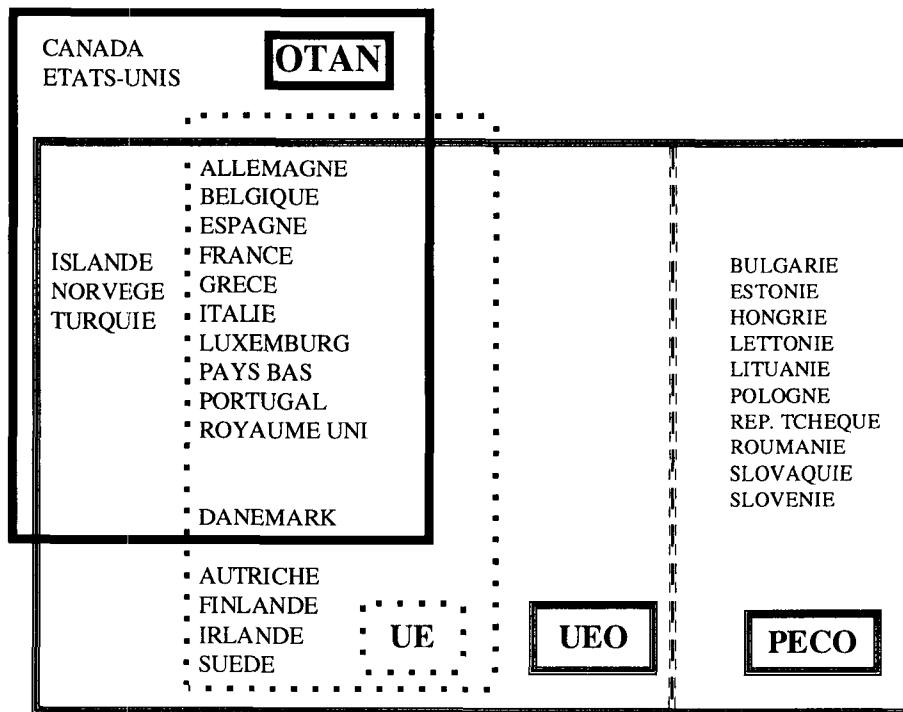 CANADA
ETATS-UNIS
OTAN
ISLANDE
NORVEGE
TURQUIE
ALLEMAGNE
BELGIQUE
ESPAGNE
FRANCE
GRECE
ITALIE
LUXEMBURG
PAYS BAS
PORTUGAL
ROYAUME UNI
DANEMARK
AUTRICHE
FINLANDE
IRLANDE
SUEDE
UE
UEO
BULGARIE
ESTONIE
HONGRIE
LETTONIE
LITUANIE
POLOGNE
REP. TCHEQUE
ROUMANIE
SLOVAQUIE
SLOVENIE
PECO